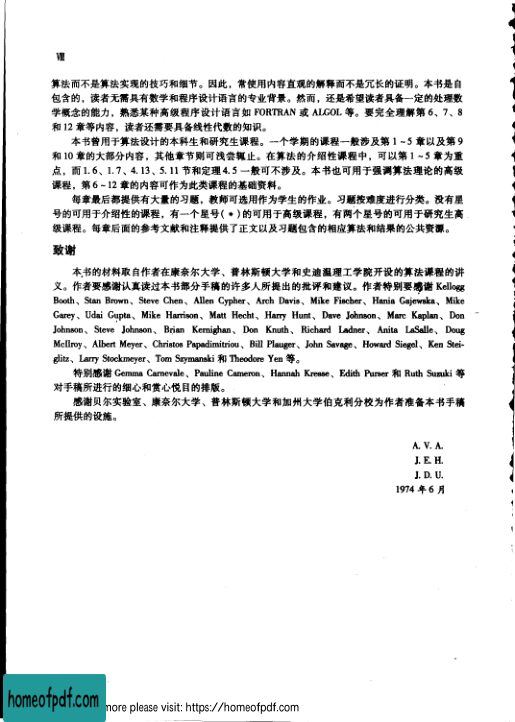 Ⅷ
算法而不是算法实现的技巧和细节。因此，常使用内容直观的解释而不是冗长的证明。本书是自
包含的，读者无需具有数学和程序设计语言的专业背景。然而，还是希望读者具备一定的处理数
学概念的能力，熟悉某种高级程序设计语言如 FORTRAN 或 ALGOL 等。要完全理解第 6、7、8
和 12 章等内容，读者还需要具备线性代数的知识。
本书曾用于算法设计的本科生和研究生课程。一个学期的课程一般涉及第 1～5 章以及第 9
和 10 章的大部分内容，其他章节则可浅尝辄止。在算法的介绍性课程中，可以第 1～5 章为重
点，而 1.6、1.7、4.13、5.11 节和定理 4.5 一般可不涉及。本书也可用于强调算法理论的高级
课程，第 6～12 章的内容可作为此类课程的基础资料。
每章最后都提供有大量的习题，教师可选用作为学生的作业。习题按难度进行分类。没有星
号的可用于介绍性的课程，有一个星号(＊)的可用于高级课程，有两个星号的可用于研究生高
级课程。每章后面的参考文献和注释提供了正文以及习题包含的相应算法和结果的公共资源。
致谢
本书的材料取自作者在康奈尔大学、普林斯顿大学和史迪温理工学院开设的算法课程的讲
义。作者要感谢认真读过本书部分手稿的许多人所提出的批评和建议。作者特别要感谢 Kellogg
Booth、Stan Brown、Steve Chen、Allen Cypher、Arch Davis、Mike Fischer、Hania Gajewska、Mike
Garey、Udai Gupta、Mike Harrison、Matt Hecht、Harry Hunt、Dave Johnson、Marc Kaplan、Don
Johnson、Steve Johnson、Brian Kernighan、Don Knuth、Richard Ladner、Anita LaSalle、Doug
McIlroy、Albert Meyer、Christos Papadimitriou、Bill Plauger、John Savage、Howard Siegel、Ken Stei-
glitz、Larry Stockmeyer、Tom Szymanski 和 Theodore Yen 等。
特别感谢 Gemma Carnevale、Pauline Cameron、Hannah Kresse、Edith Purser 和 Ruth Suzuki 等
对手稿所进行的细心和赏心悦目的排版。
感谢贝尔实验室、康奈尔大学、普林斯顿大学和加州大学伯克利分校为作者准备本书手稿
所提供的设施。
A. V. A.
J. E. H.
J. D. U.
1974 年 6 月
homeofpdf.com
more please visit: https://homeofpdf.com